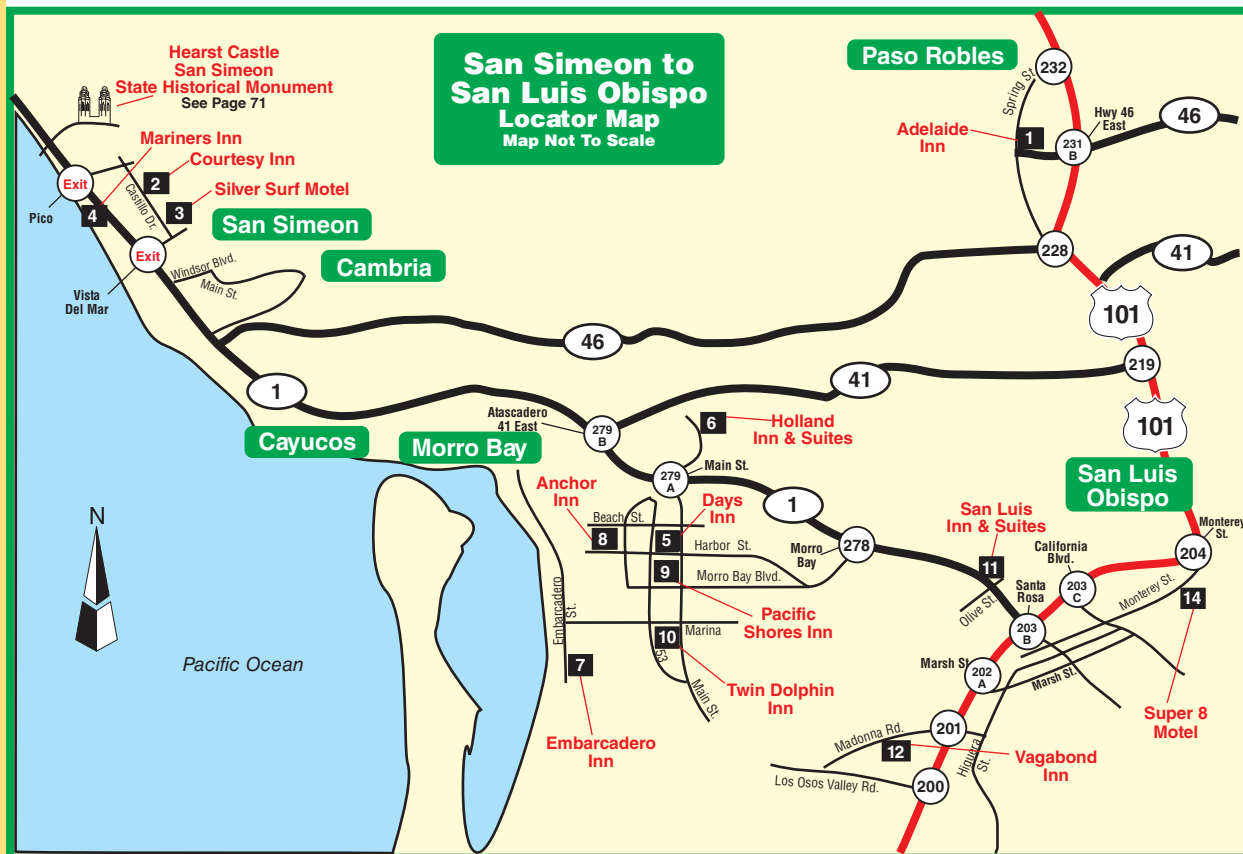 San Simeon to
San Luis Obispo
Locator Map
Map Not To Scale
Hearst Castle
San Simeon
State Historical Monument
See Page 71
Mariners Inn
Courtesy Inn
Silver Surf Motel
Exit
Pico
4
2
3
Castillo Dr.
Exit
Vista
Del Mar
San Simeon
Cambria
Windsor Blvd.
Main St.
Paso Robles
232
Spring St.
Adelaide
Inn
1
231
B
Hwy 46
East
46
228
41
101
46
1
41
219
101
Cayucos
Morro Bay
Atascadero
41 East
279
B
6
Holland
Inn & Suites
279
A
Main St.
1
Anchor
Inn
Days
Inn
Beach St.
8
5
Harbor St.
9
Morro Bay Blvd.
Morro
Bay
278
Pacific
Shores Inn
Embarcadero
St.
Marina
10
53
Main St.
Twin Dolphin
Inn
7
Embarcadero
Inn
San Luis
Obispo
San Luis
Inn & Suites
11
Olive St.
Santa
Rosa
203
B
California
Blvd.
203
C
Monterey
St.
204
Monterey St.
14
Super 8
Motel
Marsh St.
202
A
Marsh St.
201
Madonna Rd.
12
Vagabond
Inn
Higuera
St.
Los Osos Valley Rd.
200
N
Pacific Ocean